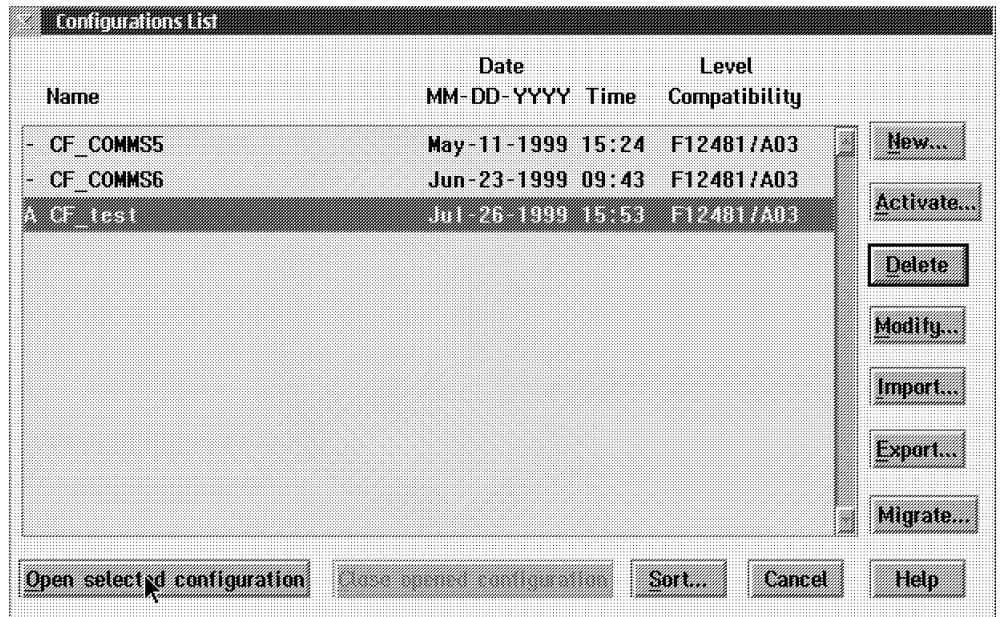 Configurations List
Date Level
Name MM-DD-YYYY Time Compatibility
- CF_COMMS5 May-11-1999 15:24 F12481/A03
- CF_COMMS6 Jun-23-1999 09:43 F12481/A03
A CF_test Jul-26-1999 15:53 F12481/A03
New...
Activate...
Delete
Modify...
Import...
Export...
Migrate...
Open selected configuration Close opened configuration Sort... Cancel Help